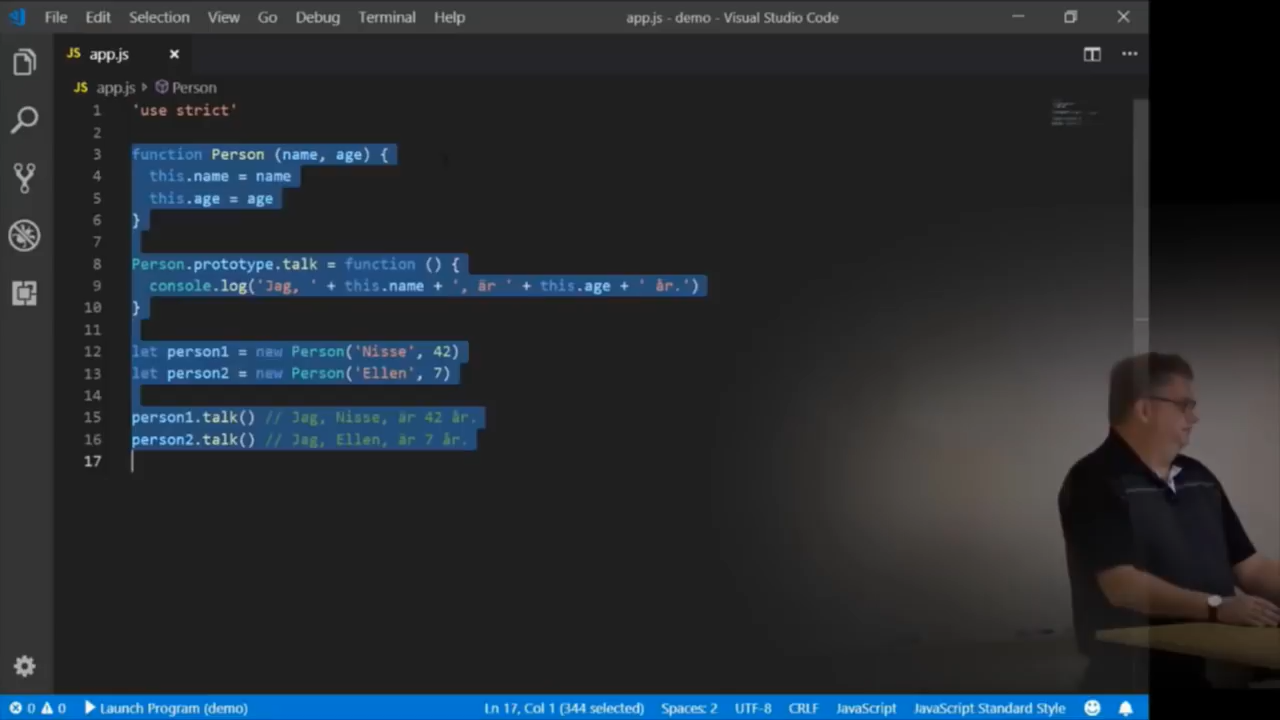 File Edit Selection View Go Debug Terminal Help app.js - demo - Visual Studio Code
JS app.js
JS app.js Person
1 'use strict'
2
3 function Person (name, age) {
4 this.name = name
5 this.age = age
6 }
7
8 Person.prototype.talk = function () {
9 console.log('Jag, ' + this.name + ', är ' + this.age + ' år.')
10 }
11
12 let person1 = new Person('Nisse', 42)
13 let person2 = new Person('Ellen', 7)
14
15 person1.talk() // Jag, Nisse, är 42 år.
16 person2.talk() // Jag, Ellen, är 7 år.
17
0 0 Launch Program (demo) Ln 17, Col 1 (344 selected) Spaces: 2 UTF-8 CRLF JavaScript JavaScript Standard Style